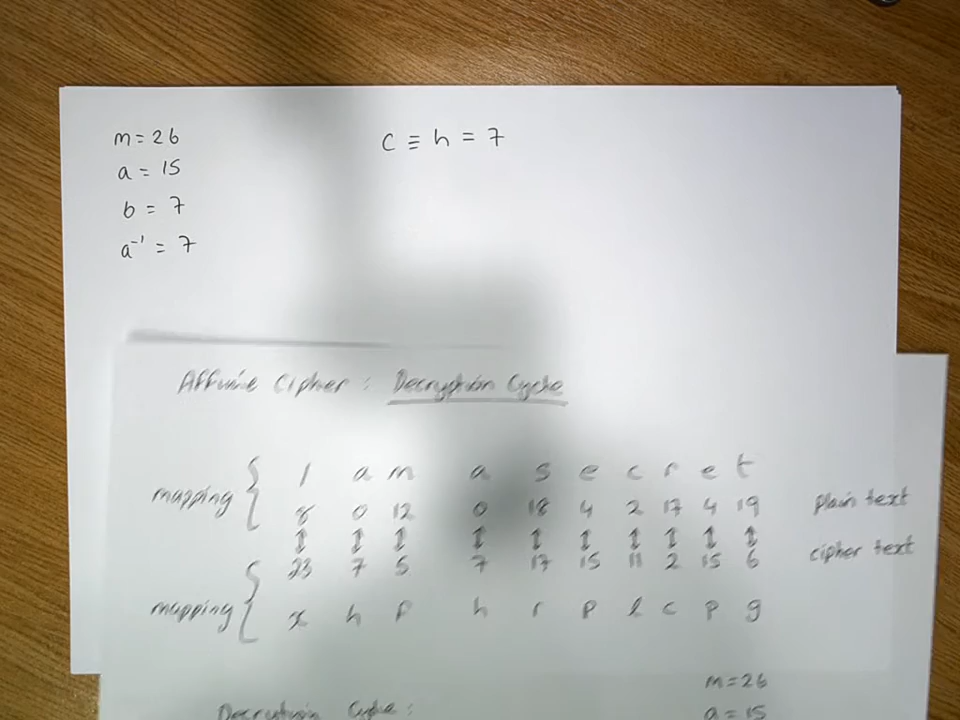 m = 26
a = 15
b = 7
a⁻¹ = 7
c ≡ h = 7
Affine Cipher : Decryption Cycle
mapping { I a m a s e c r e t
8 0 12 0 18 4 2 17 4 19 plain text
↕ ↕ ↕ ↕ ↕ ↕ ↕ ↕ ↕ ↕
23 7 5 7 17 15 11 2 15 6 cipher text
mapping { x h p h r p l c p g
m = 26
Decryption Cycle :
a = 15